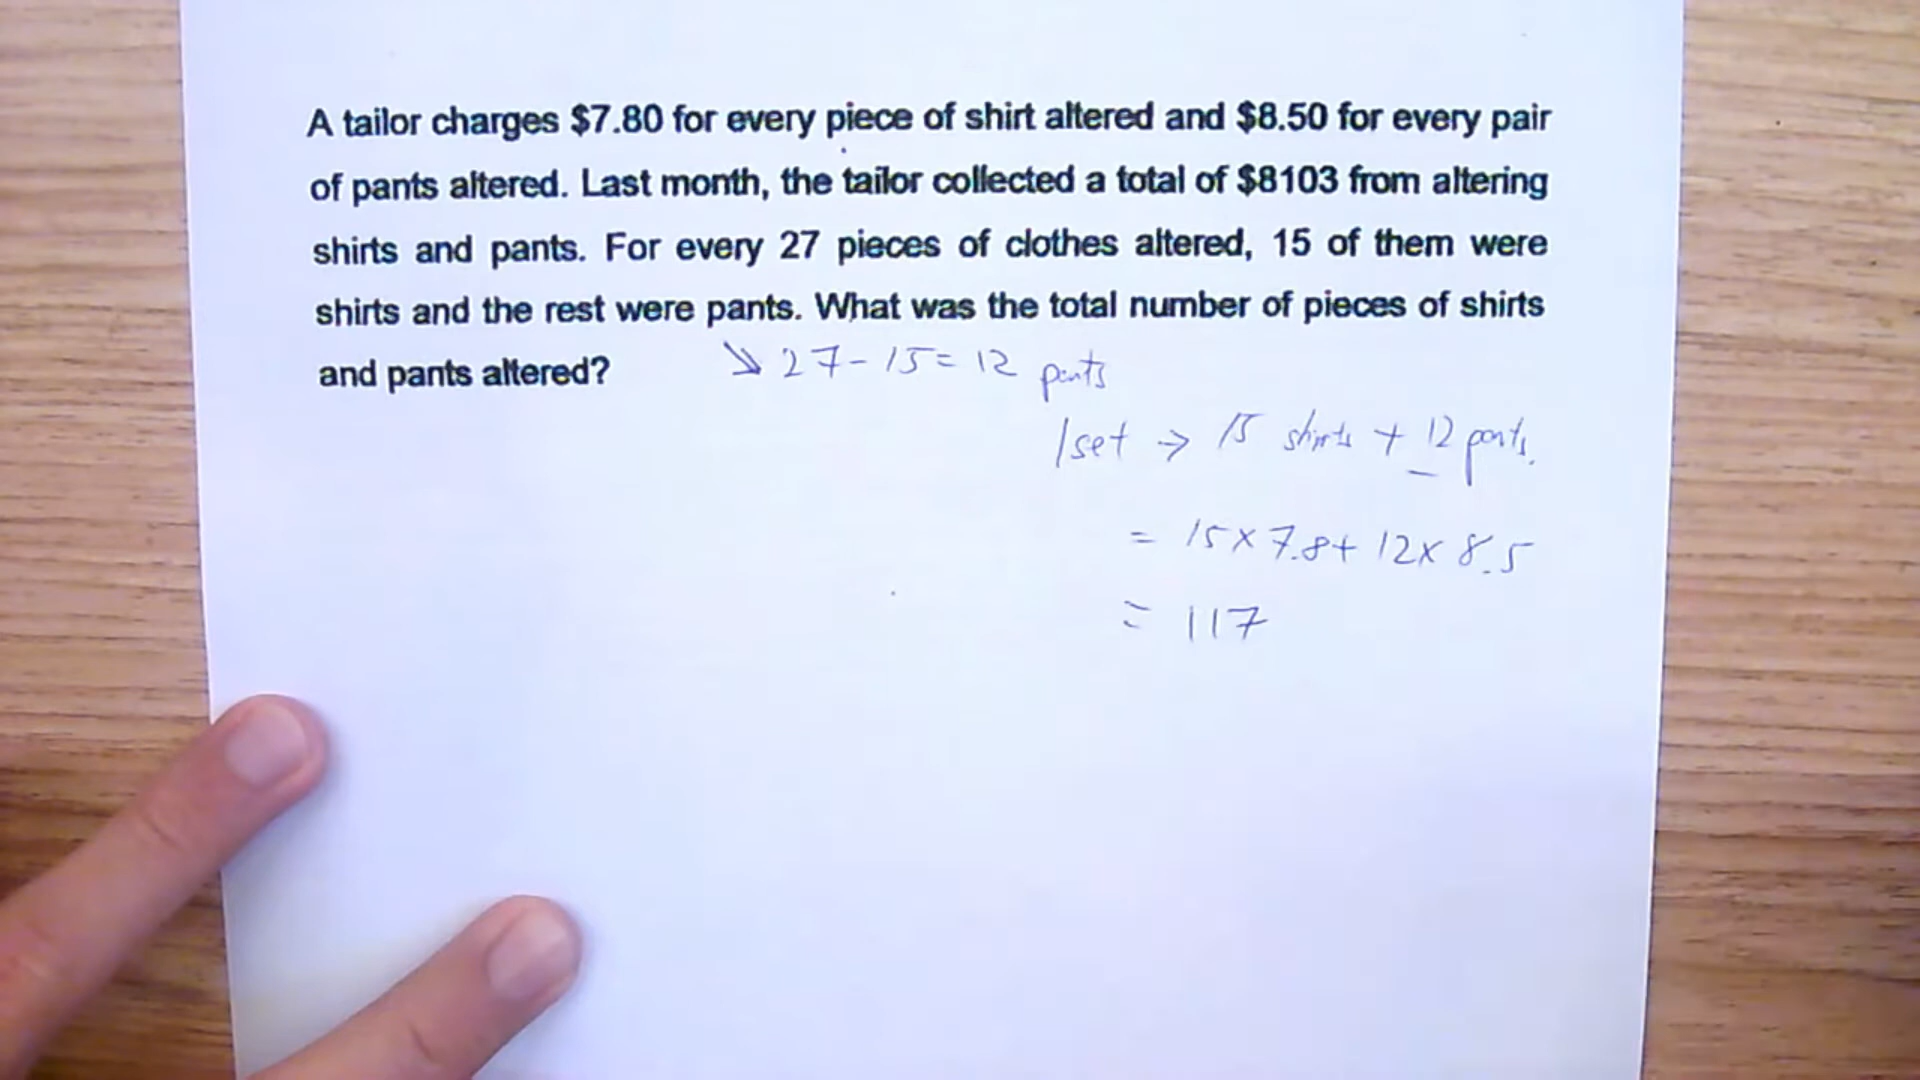 A tailor charges $7.80 for every piece of shirt altered and $8.50 for every pair
of pants altered. Last month, the tailor collected a total of $8103 from altering
shirts and pants. For every 27 pieces of clothes altered, 15 of them were
shirts and the rest were pants. What was the total number of pieces of shirts
and pants altered? ↘ 27-15=12 pants
1 set → 15 shirts + 12 pants.
= 15×7.8+ 12× 8.5
= 117